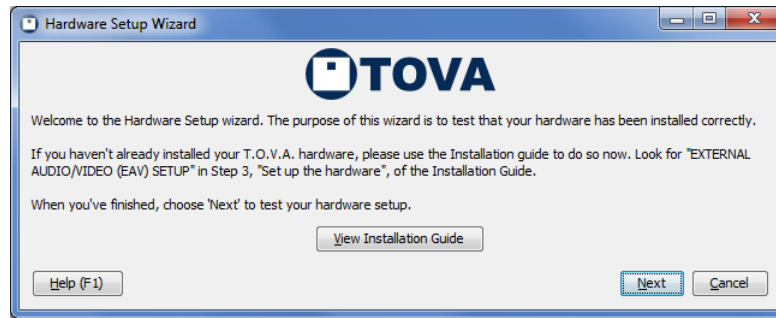 Hardware Setup Wizard
TOVA
Welcome to the Hardware Setup wizard. The purpose of this wizard is to test that your hardware has been installed correctly.
If you haven't already installed your T.O.V.A. hardware, please use the Installation guide to do so now. Look for "EXTERNAL
AUDIO/VIDEO (EAV) SETUP" in Step 3, "Set up the hardware", of the Installation Guide.
When you've finished, choose 'Next' to test your hardware setup.
View Installation Guide
Help (F1)
Next
Cancel